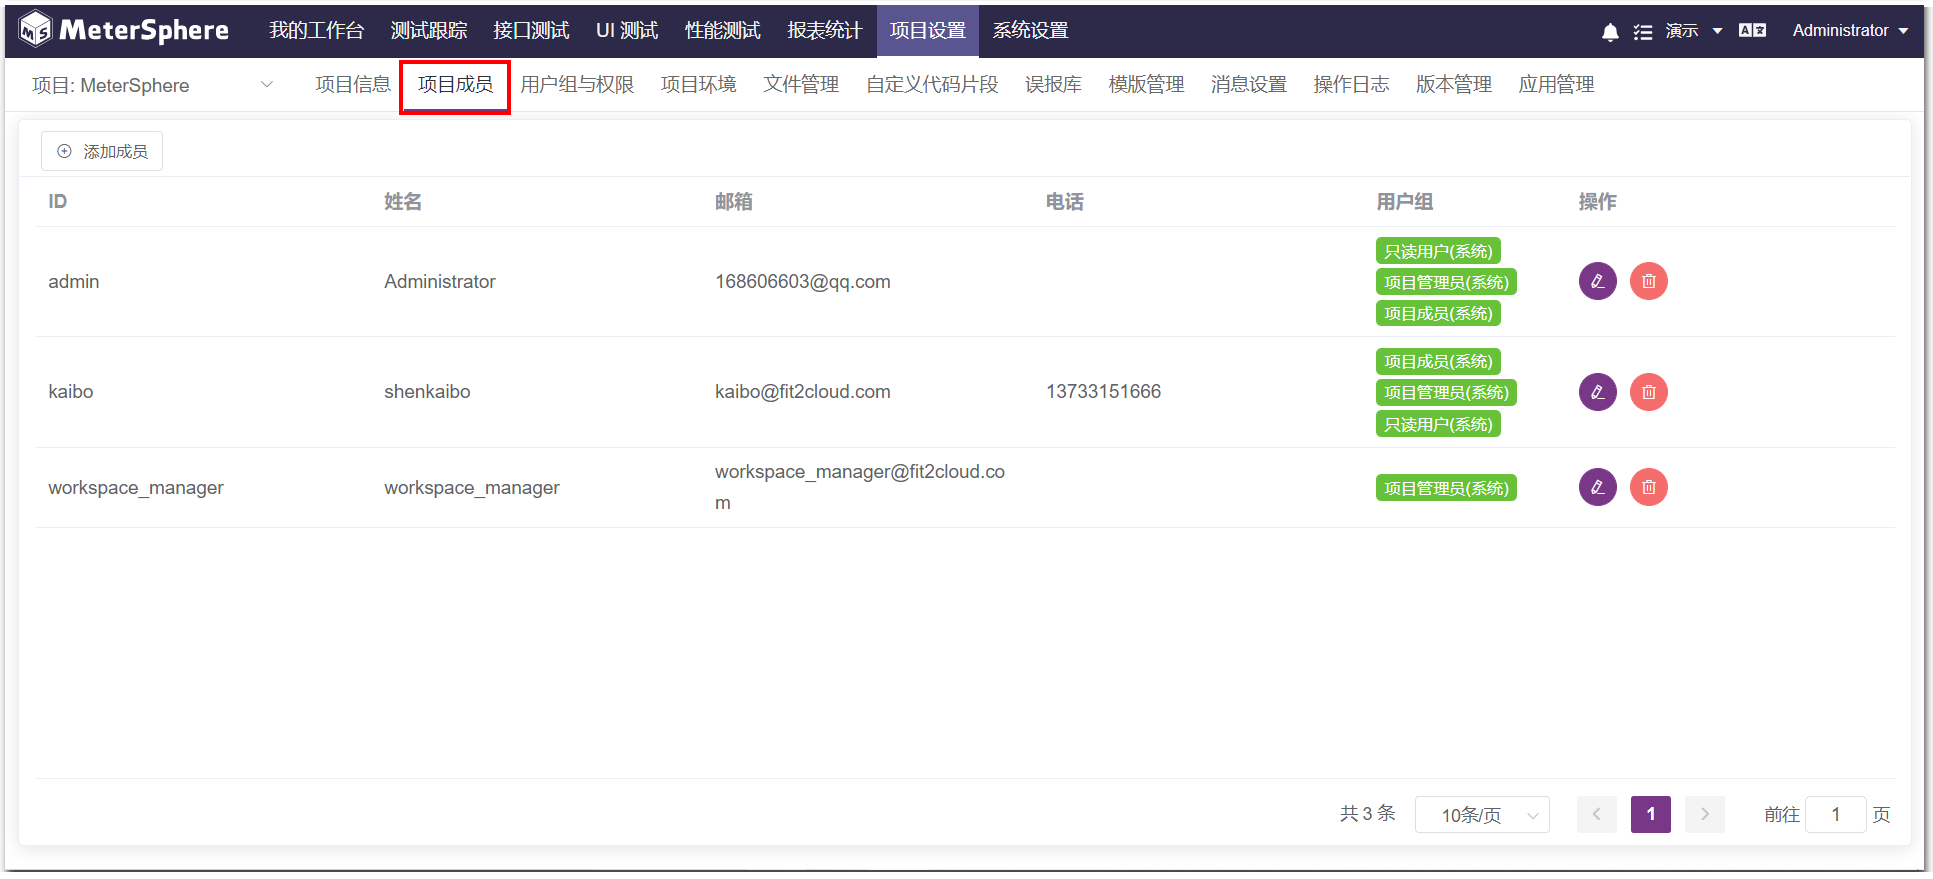 MeterSphere 我的工作台 测试跟踪 接口测试 UI 测试 性能测试 报表统计 项目设置 系统设置 演示 Administrator
项目: MeterSphere 项目信息 项目成员 用户组与权限 项目环境 文件管理 自定义代码片段 误报库 模版管理 消息设置 操作日志 版本管理 应用管理
添加成员
ID 姓名 邮箱 电话 用户组 操作
只读用户(系统)
admin Administrator 168606603@qq.com 项目管理员(系统)
项目成员(系统)
项目成员(系统)
kaibo shenkaibo kaibo@fit2cloud.com 13733151666 项目管理员(系统)
只读用户(系统)
workspace_manager workspace_manager workspace_manager@fit2cloud.co
m 项目管理员(系统)
共 3 条 10条/页 1 前往 1 页